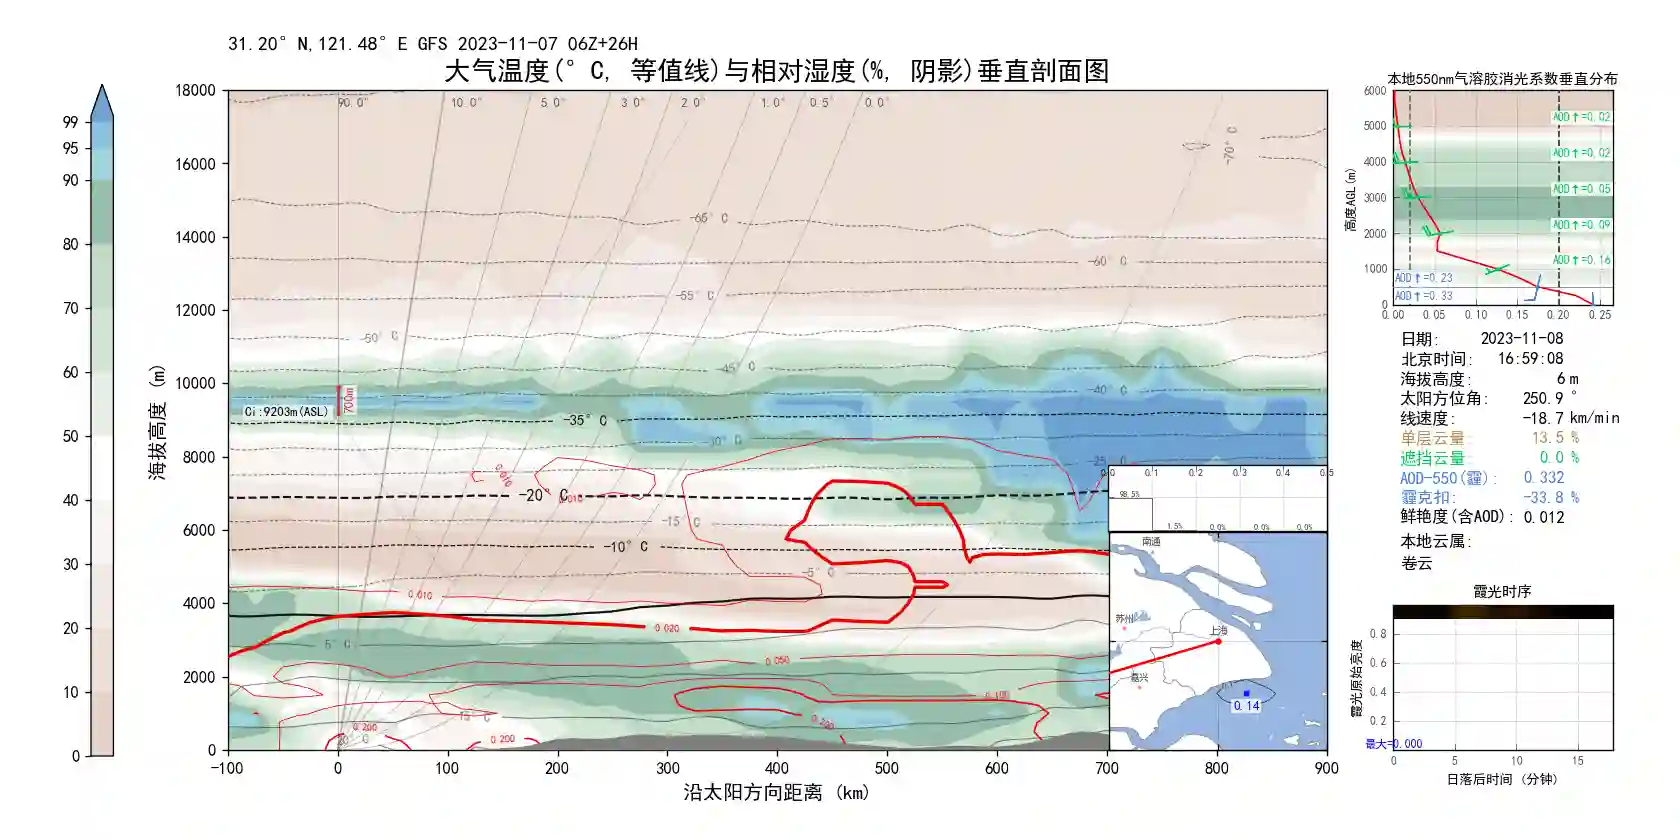 31.20° N,121.48° E GFS 2023-11-07 06Z+26H
大气温度(° C, 等值线)与相对湿度(%, 阴影)垂直剖面图
99
95
90
80
70
60
50
40
30
20
10
0
海拔高度 (m)
18000
16000
14000
12000
10000
8000
6000
4000
2000
0
90.0° 10.0° 5.0° 3.0° 2.0° 1.0° 0.5° 0.0°
-70° C
-65° C
-60° C
-55° C
-50° C
-45° C
-40° C
700m
Ci:9203m(ASL)
-35° C
-30° C
-25° C
0.010
-20° C
0.010
-15° C
-10° C
-5° C
0.010
0.020
5° C
0.050
0.100
15° C
0.200
0.200
0.200
20° C
-100 0 100 200 300 400 500 600 700 800 900
沿太阳方向距离 (km)
0.0 0.1 0.2 0.3 0.4 0.5
98.5%
1.5% 0.0% 0.0% 0.0%
南通
苏州
上海
嘉兴
0.1
0.14
本地550nm气溶胶消光系数垂直分布
高度AGL(m)
6000
5000
4000
3000
2000
1000
0
AOD↑=0.02
AOD↑=0.02
AOD↑=0.05
AOD↑=0.09
AOD↑=0.16
AOD↑=0.23
AOD↑=0.33
0.00 0.05 0.10 0.15 0.20 0.25
日期: 2023-11-08
北京时间: 16:59:08
海拔高度: 6 m
太阳方位角: 250.9 °
线速度: -18.7 km/min
单层云量: 13.5 %
遮挡云量: 0.0 %
AOD-550(霾): 0.332
霾克扣: -33.8 %
鲜艳度(含AOD): 0.012
本地云属:
卷云
霞光时序
霞光原始亮度
0.8
0.6
0.4
0.2
最大=0.000
0 5 10 15
日落后时间 (分钟)